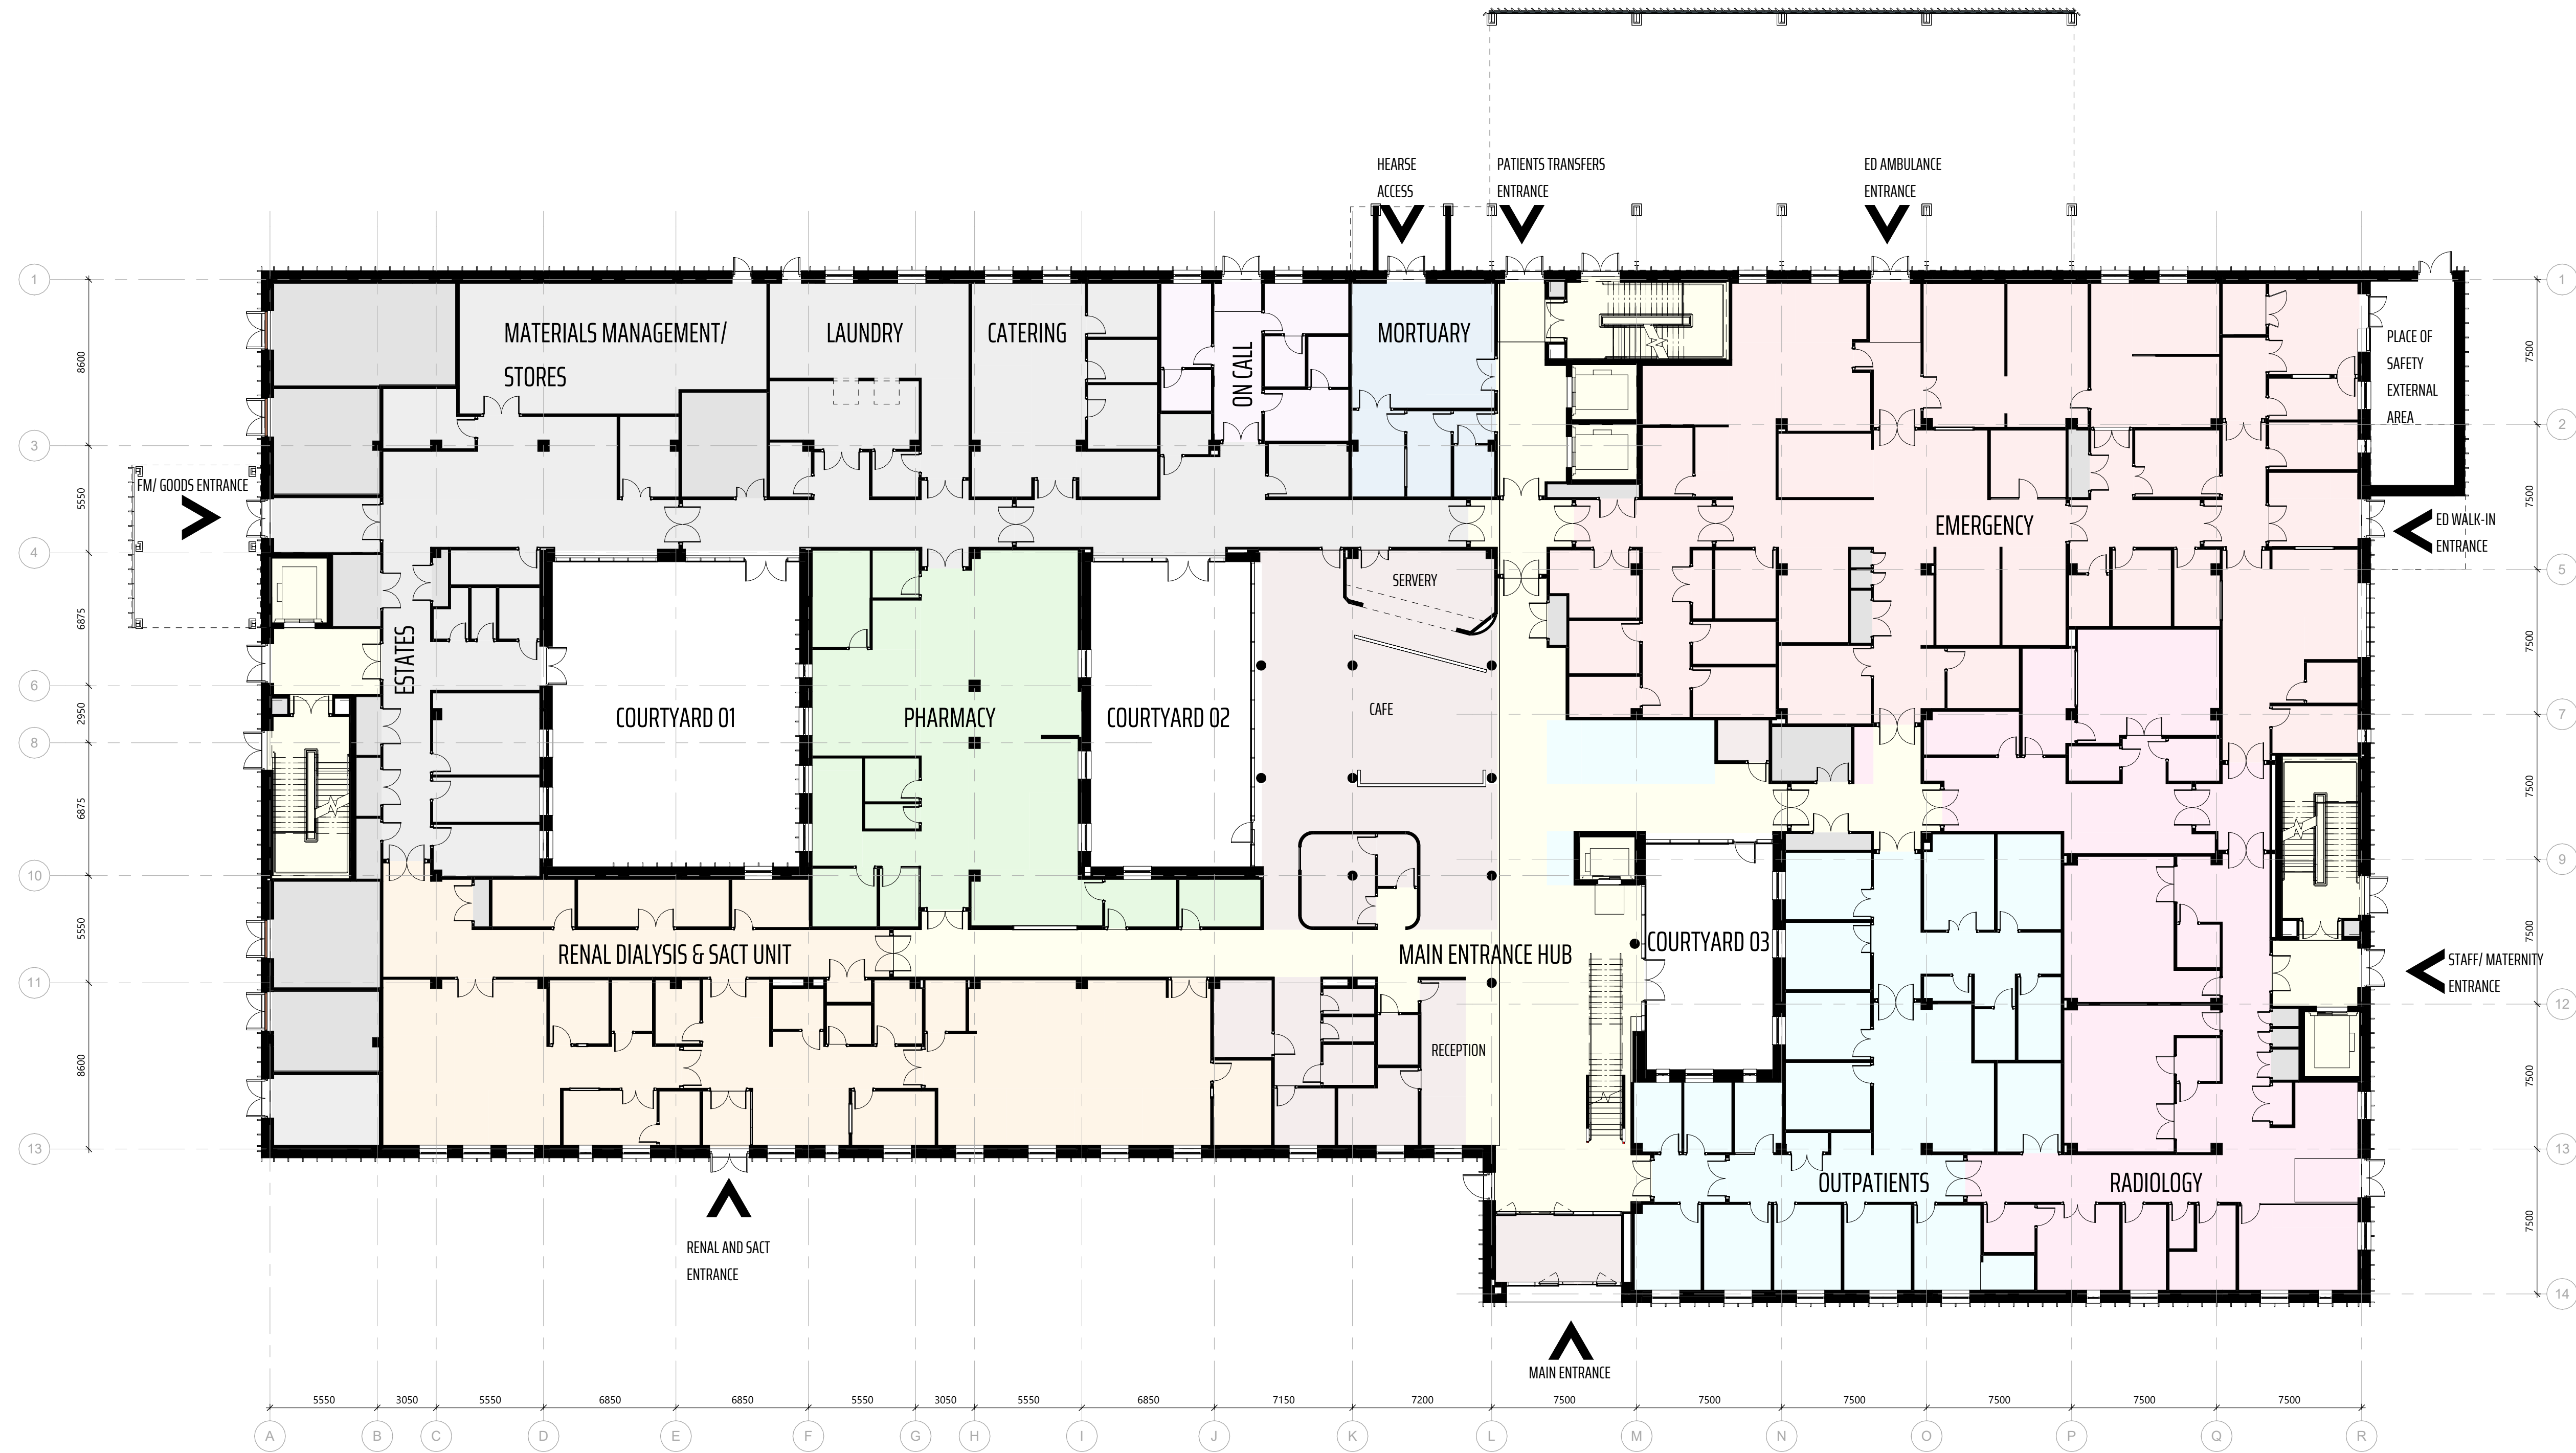 HEARSE
ACCESS
PATIENTS TRANSFERS
ENTRANCE
ED AMBULANCE
ENTRANCE
1
1
MATERIALS MANAGEMENT/
STORES
LAUNDRY
CATERING
ON CALL
MORTUARY
PLACE OF
SAFETY
EXTERNAL
AREA
8600
7500
3
2
FM/ GOODS ENTRANCE
5550
7500
EMERGENCY
ED WALK-IN
ENTRANCE
4
5
SERVERY
6875
7500
ESTATES
6
CAFE
COURTYARD 01
PHARMACY
COURTYARD 02
2950
7
8
6875
7500
9
10
5550
7500
RENAL DIALYSIS & SACT UNIT
MAIN ENTRANCE HUB
COURTYARD 03
STAFF/ MATERNITY
ENTRANCE
11
12
RECEPTION
8600
7500
13
13
OUTPATIENTS
RADIOLOGY
7500
RENAL AND SACT
ENTRANCE
14
MAIN ENTRANCE
5550
3050
5550
6850
6850
5550
3050
5550
6850
7150
7200
7500
7500
7500
7500
7500
7500
A
B
C
D
E
F
G
H
I
J
K
L
M
N
O
P
Q
R